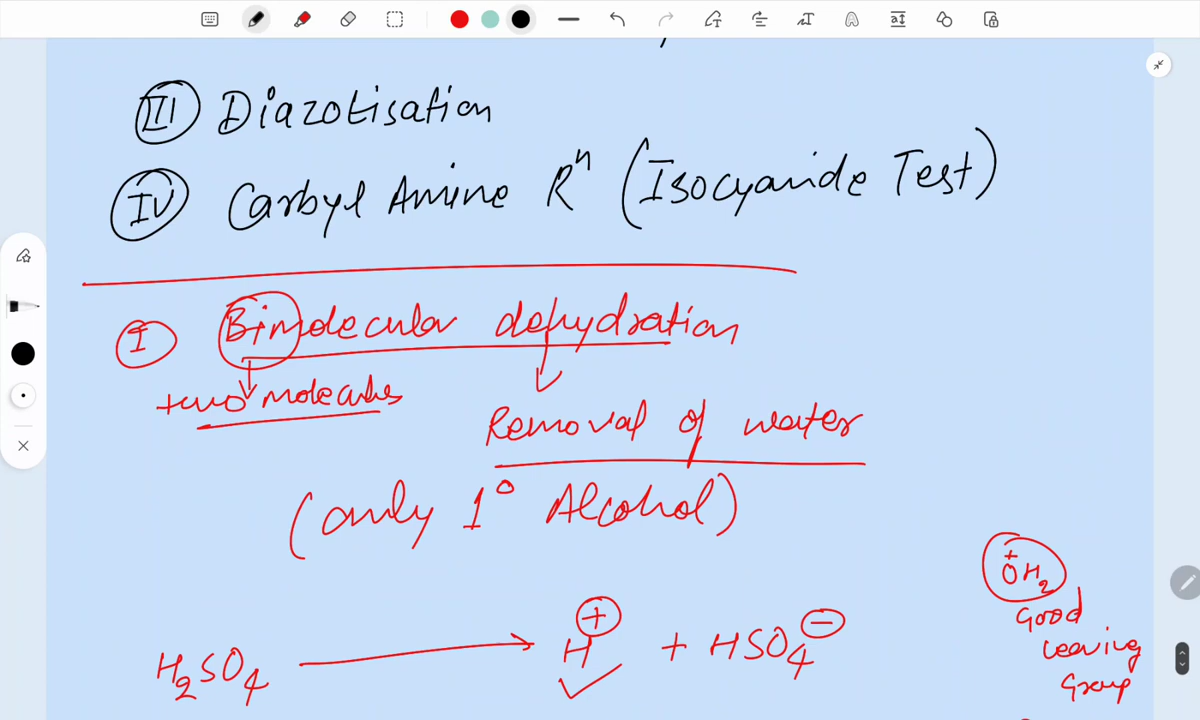 III Diazotisation
IV Carbyl Amine Rⁿ (Isocyanide Test)
I Bimolecular dehydration
two molecules
Removal of water
(only 1° Alcohol)
H₂SO₄ ⟶ H⁺ + HSO₄⁻
⁺OH₂
Good
leaving
Group